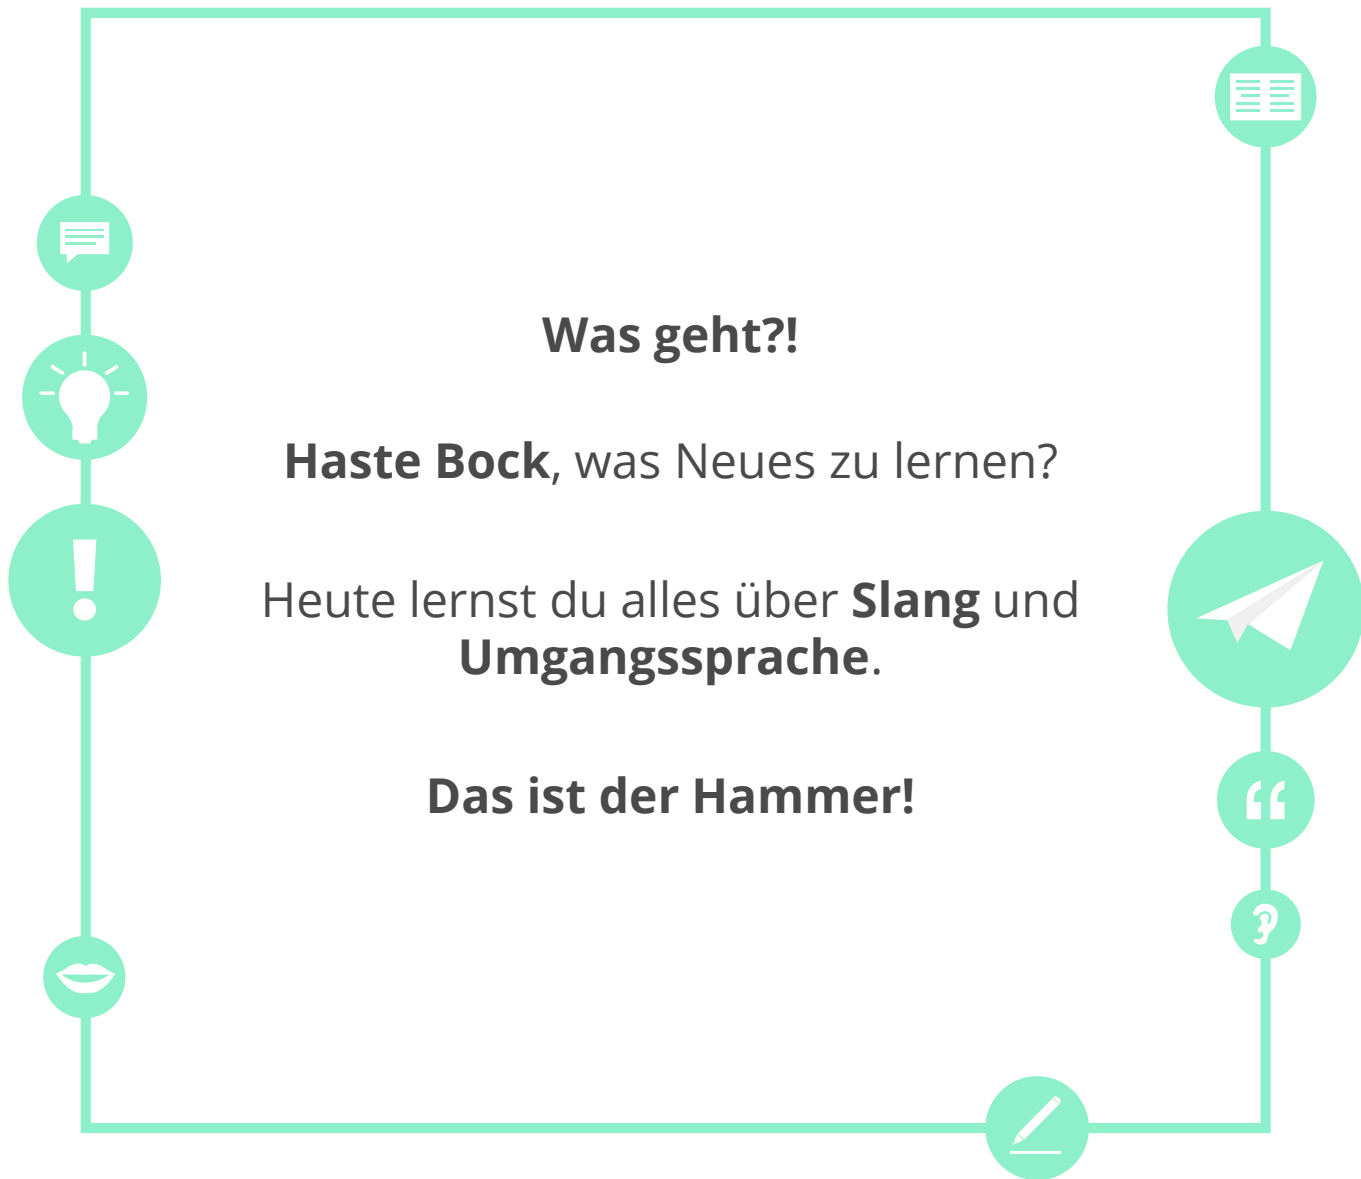 Was geht?!
Haste Bock, was Neues zu lernen?
Heute lernst du alles über Slang und
Umgangssprache.
Das ist der Hammer!